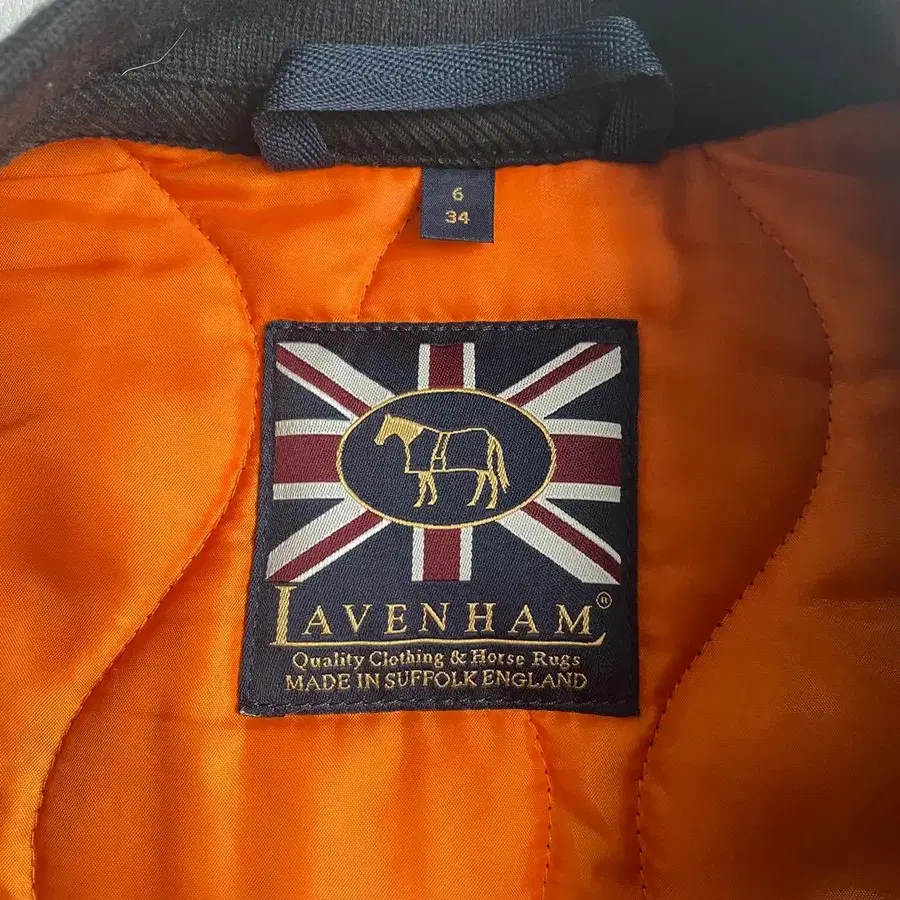 6
34
LAVENHAM®
Quality Clothing & Horse Rugs
MADE IN SUFFOLK ENGLAND